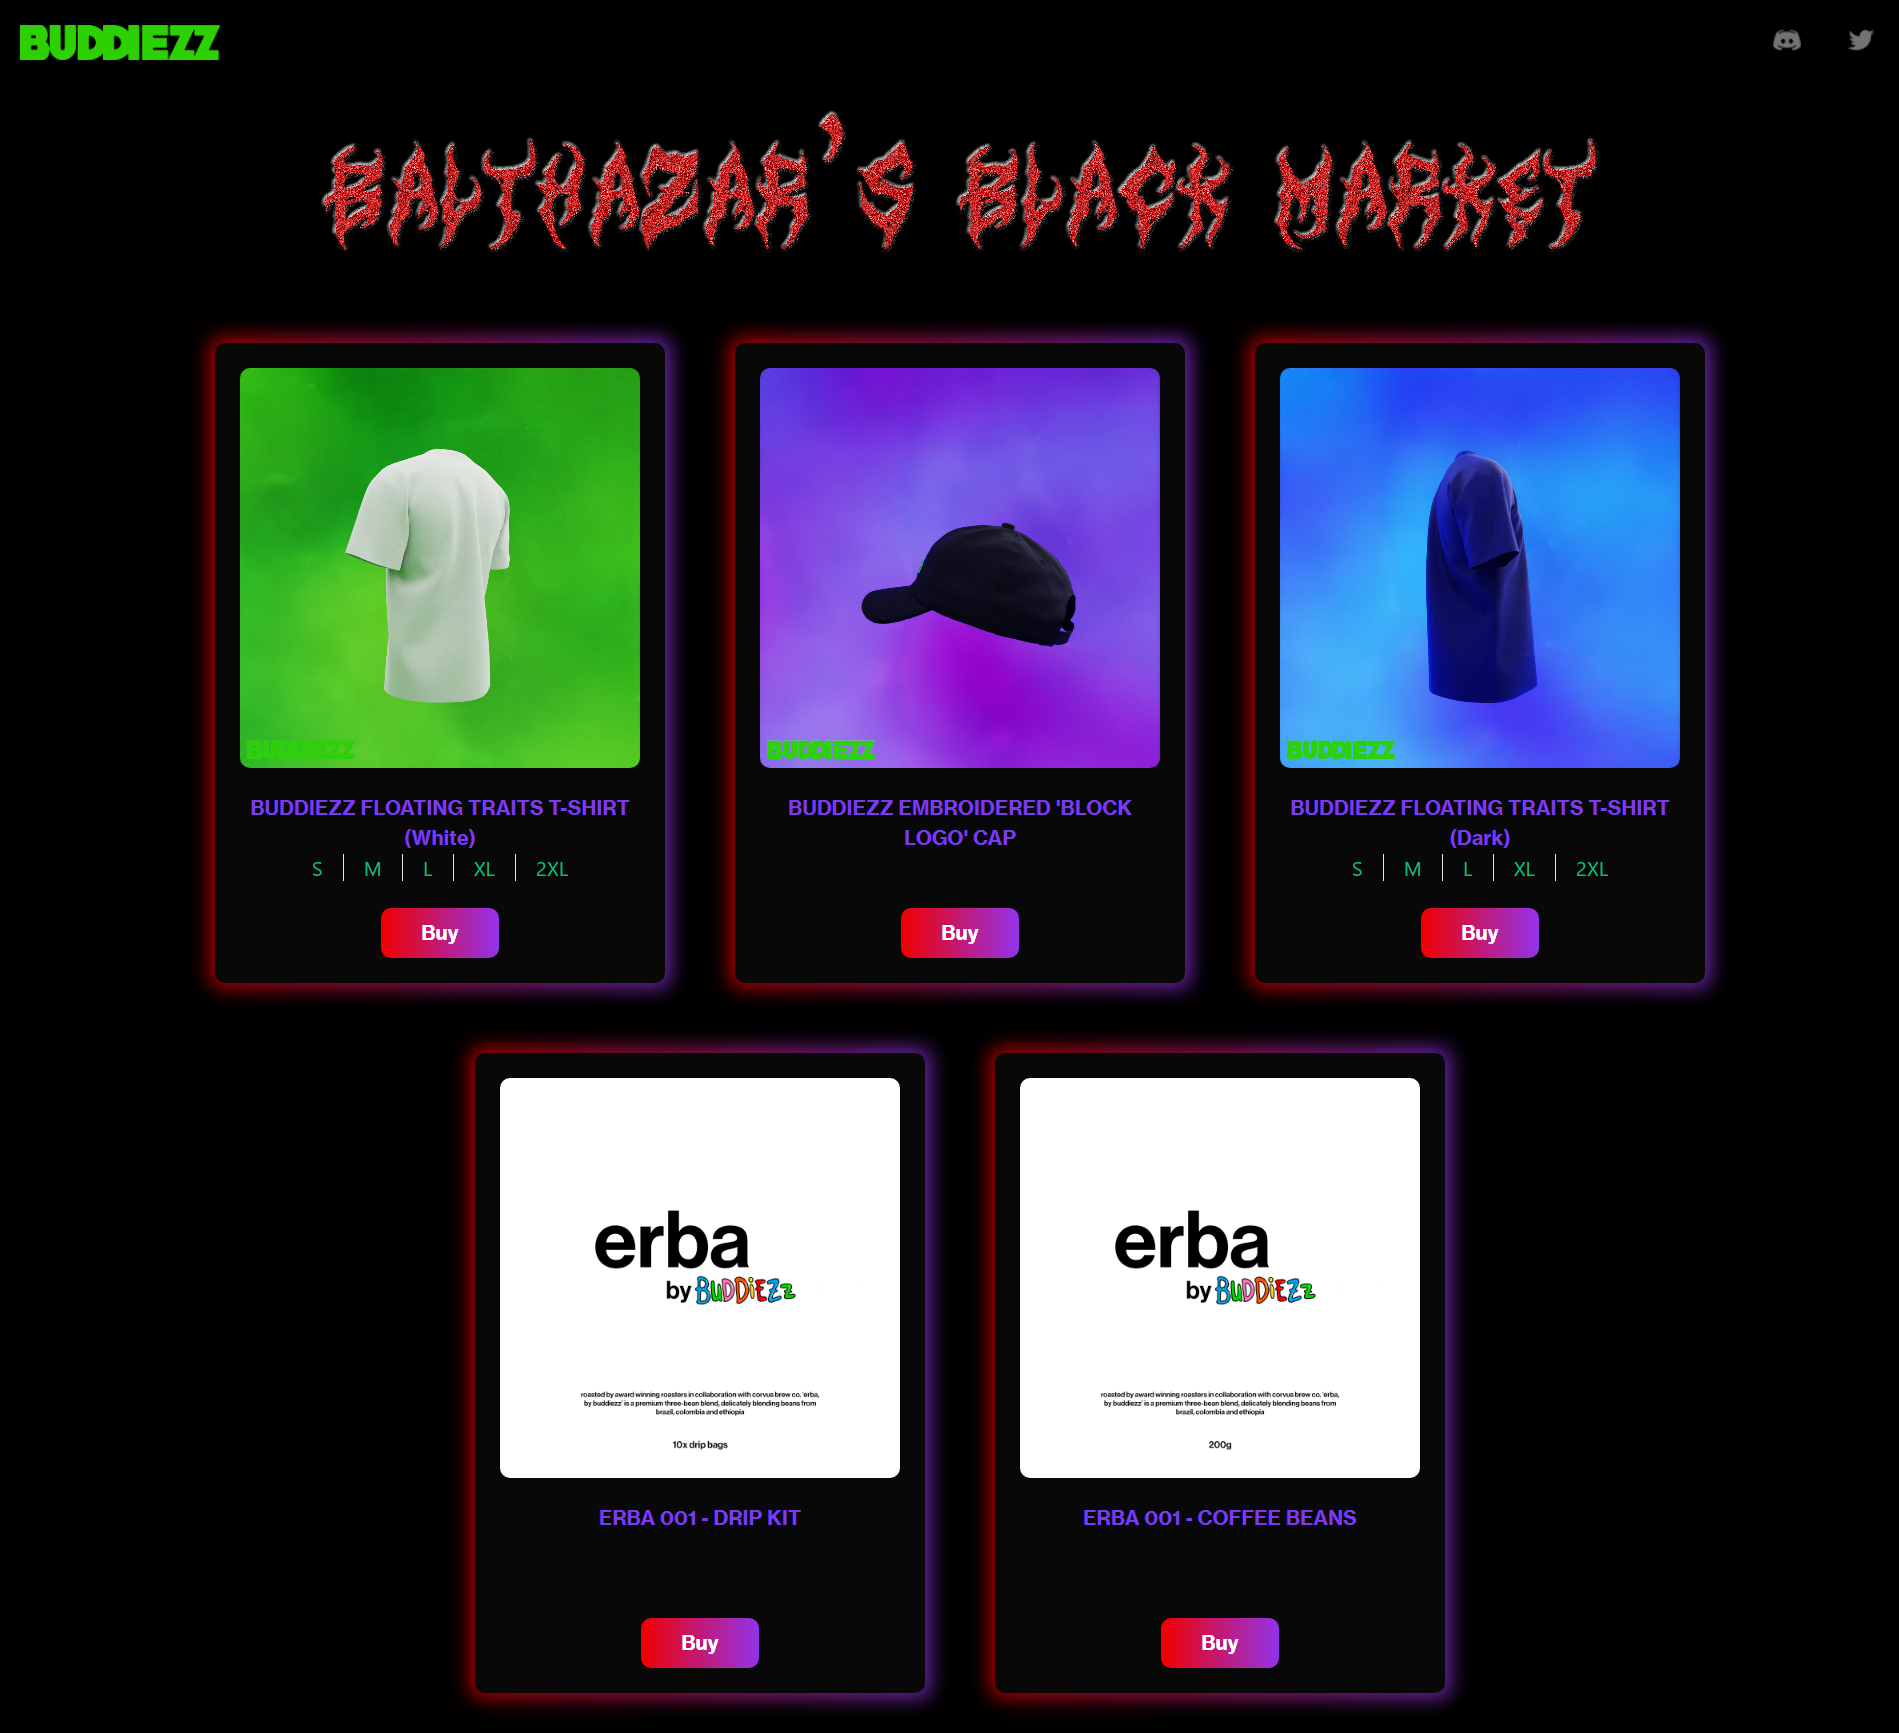 BUDDIEZZ
BALTHAZAR'S BLACK MARKET
BUDDIEZZ
BUDDIEZZ FLOATING TRAITS T-SHIRT
(White)
S M L XL 2XL
Buy
BUDDIEZZ
BUDDIEZZ EMBROIDERED 'BLOCK
LOGO' CAP
Buy
BUDDIEZZ
BUDDIEZZ FLOATING TRAITS T-SHIRT
(Dark)
S M L XL 2XL
Buy
erba
by BUDDiEZz
roasted by award winning roasters in collaboration with corvus brew co. 'erba,
by buddiezz' is a premium three-bean blend, delicately blending beans from
brazil, colombia and ethiopia
10x drip bags
ERBA 001 - DRIP KIT
Buy
erba
by BUDDiEZz
roasted by award winning roasters in collaboration with corvus brew co. 'erba,
by buddiezz' is a premium three-bean blend, delicately blending beans from
brazil, colombia and ethiopia
200g
ERBA 001 - COFFEE BEANS
Buy